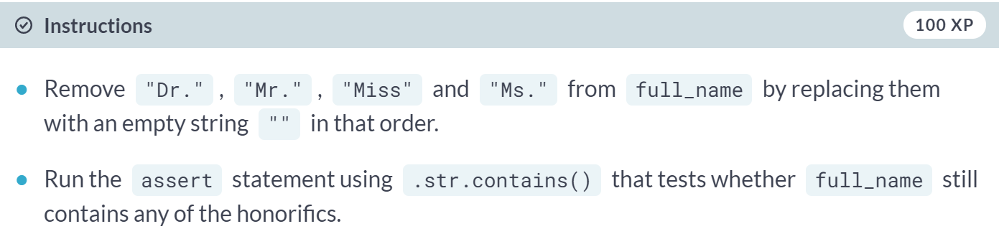 Instructions
100 XP
Remove "Dr." , "Mr." , "Miss" and "Ms." from full_name by replacing them
with an empty string "" in that order.
Run the assert statement using .str.contains() that tests whether full_name still
contains any of the honorifics.